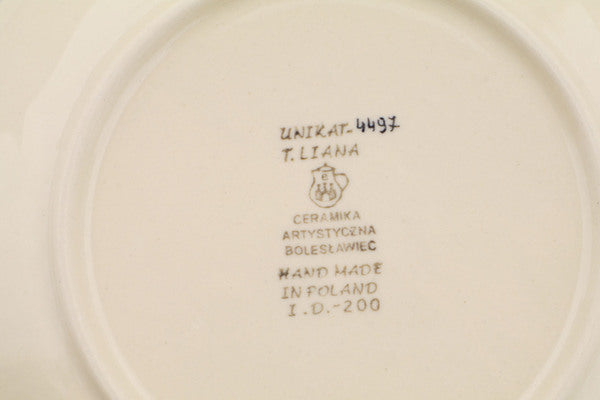 UNIKAT-4497
T. LIANA
e
CERAMIKA
ARTYSTYCZNA
BOLESŁAWIEC
HAND MADE
IN POLAND
I.D.-200